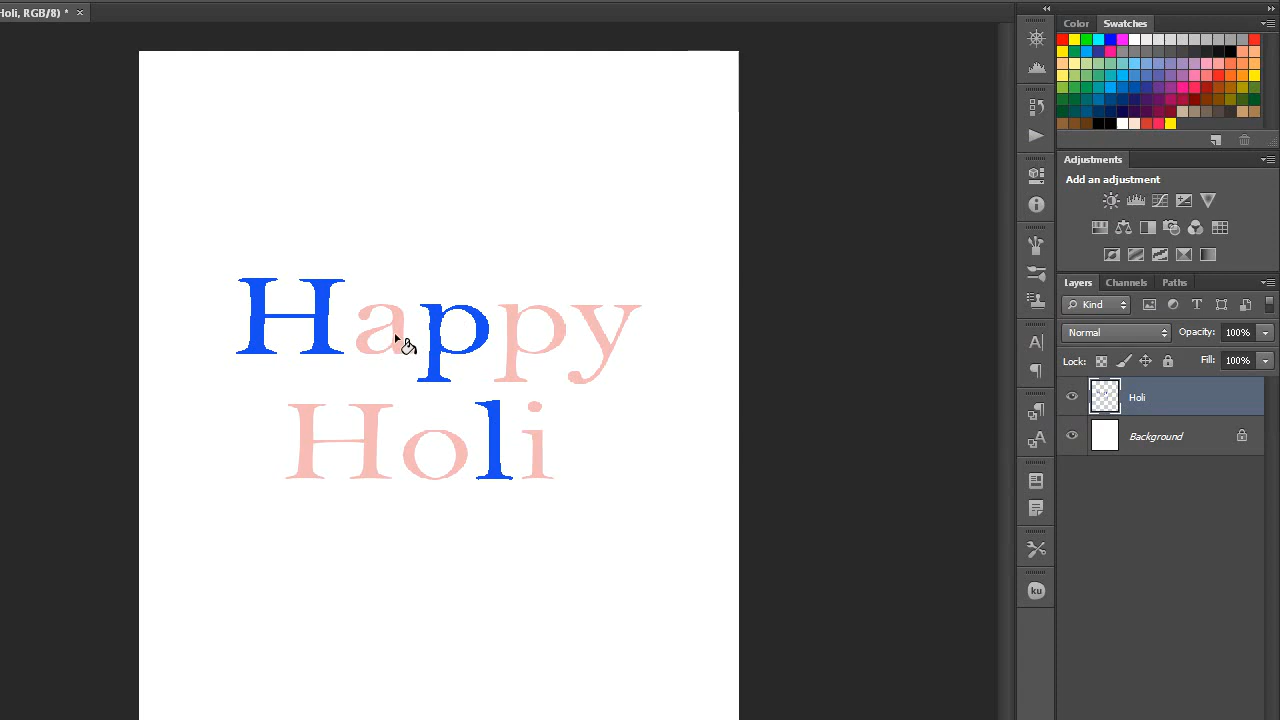 Holi, RGB/8) * ×
Color Swatches
Adjustments
Add an adjustment
Happy
Holi
Layers Channels Paths
Kind
Normal Opacity: 100%
Lock: Fill: 100%
Holi
Background
ku